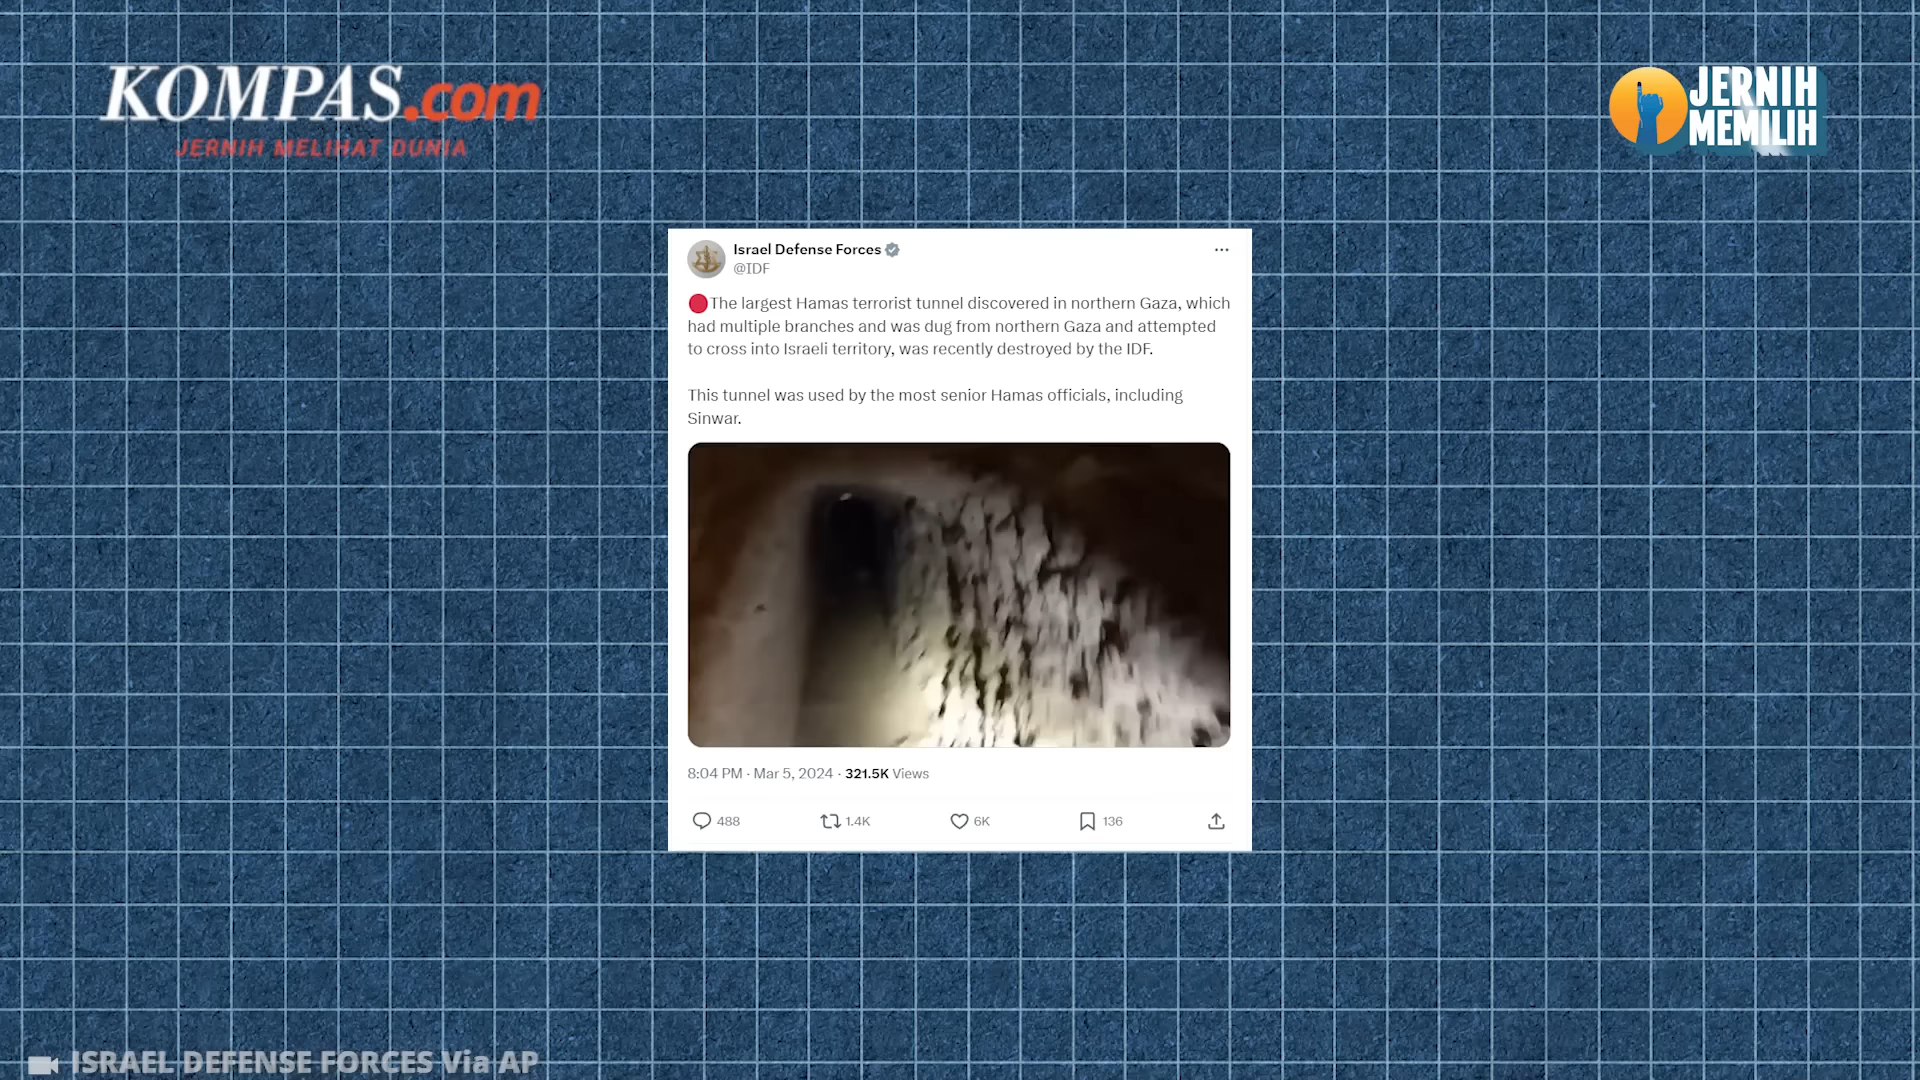 KOMPAS.com
JERNIH MELIHAT DUNIA
JERNIH
MEMILIH
Israel Defense Forces
@IDF
The largest Hamas terrorist tunnel discovered in northern Gaza, which
had multiple branches and was dug from northern Gaza and attempted
to cross into Israeli territory, was recently destroyed by the IDF.
This tunnel was used by the most senior Hamas officials, including
Sinwar.
8:04 PM · Mar 5, 2024 · 321.5K Views
488 1.4K 6K 136
ISRAEL DEFENSE FORCES Via AP